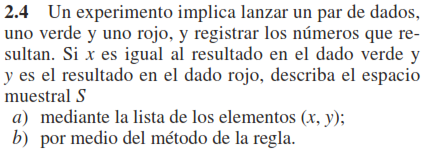 2.4 Un experimento implica lanzar un par de dados,
uno verde y uno rojo, y registrar los números que re-
sultan. Si x es igual al resultado en el dado verde y
y es el resultado en el dado rojo, describa el espacio
muestral S
a) mediante la lista de los elementos (x, y);
b) por medio del método de la regla.